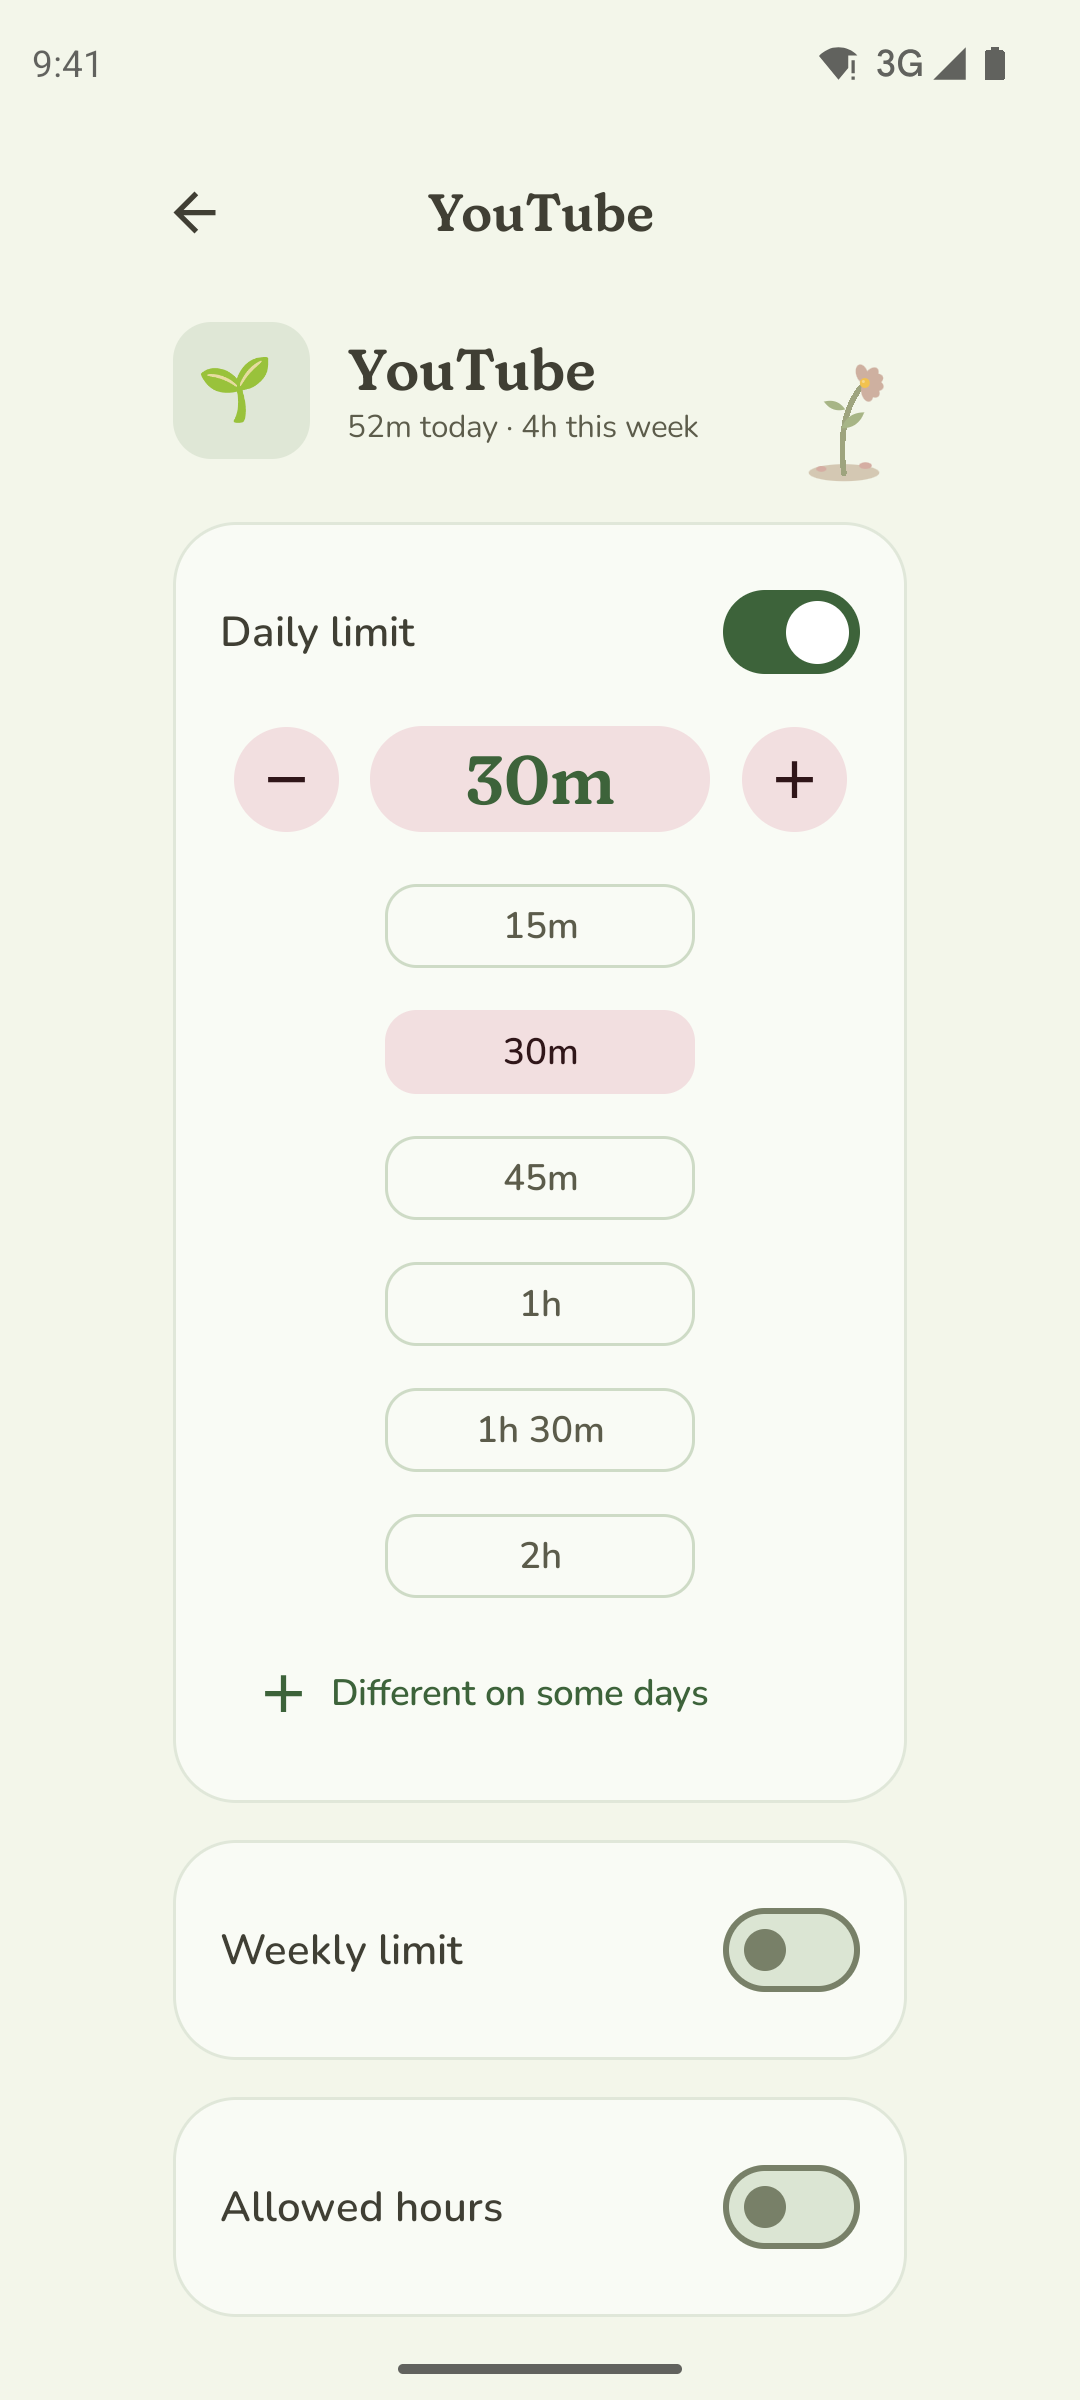 9:41
3G
YouTube
YouTube
52m today · 4h this week
Daily limit
30m
15m
30m
45m
1h
1h 30m
2h
Different on some days
Weekly limit
Allowed hours